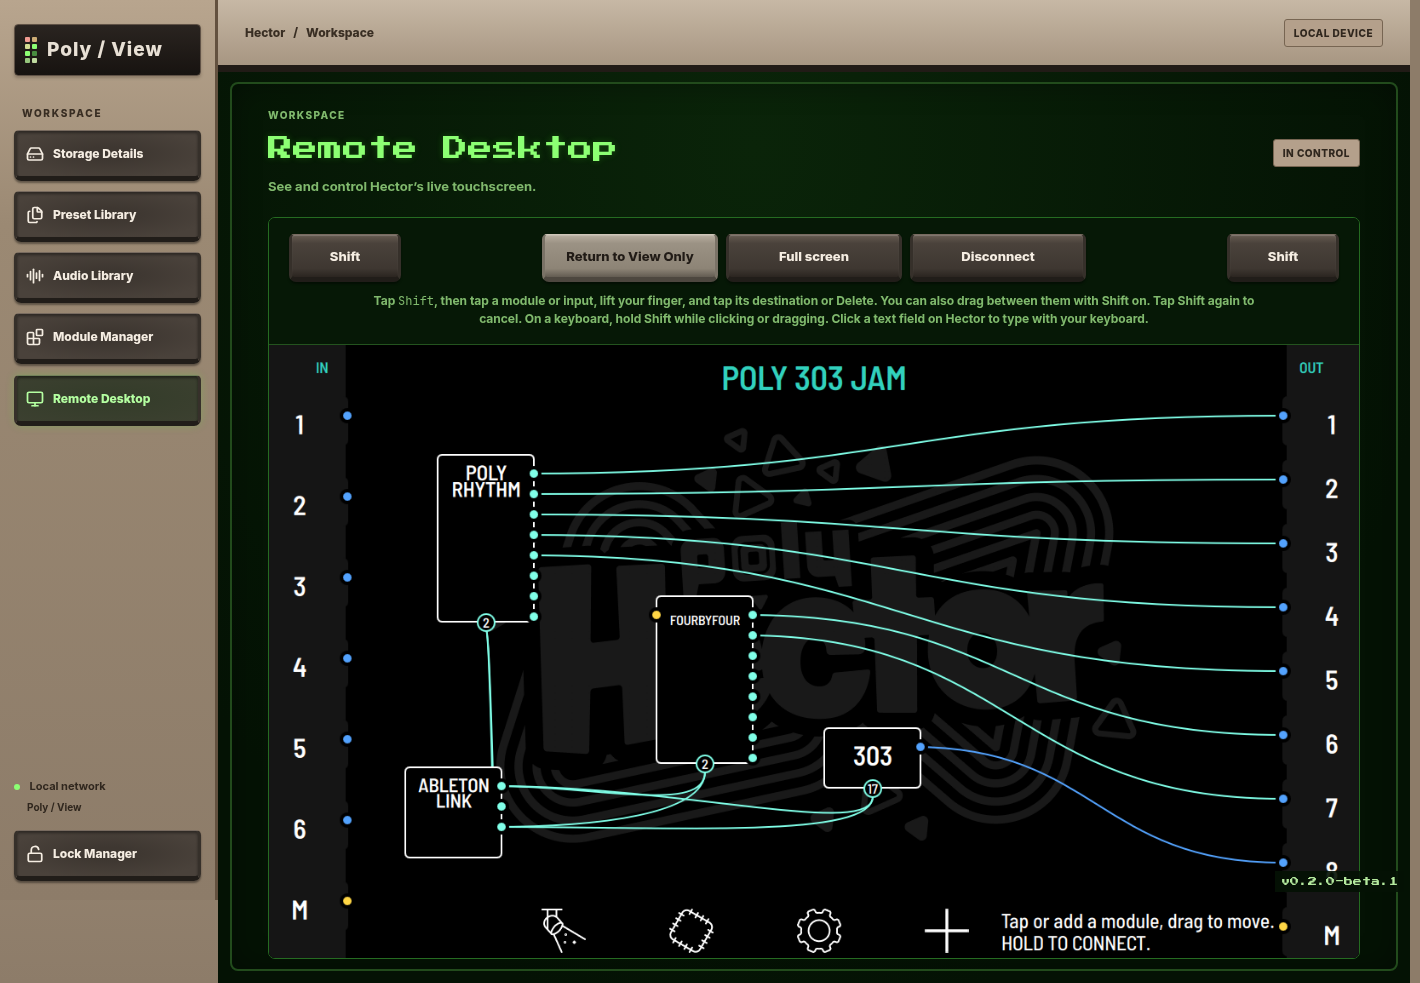 Poly / View
WORKSPACE
Storage Details
Preset Library
Audio Library
Module Manager
Remote Desktop
Local network
Poly / View
Lock Manager
Hector / Workspace
LOCAL DEVICE
WORKSPACE
Remote Desktop
See and control Hector’s live touchscreen.
IN CONTROL
Shift
Return to View Only
Full screen
Disconnect
Shift
Tap Shift, then tap a module or input, lift your finger, and tap its destination or Delete. You can also drag between them with Shift on. Tap Shift again to
cancel. On a keyboard, hold Shift while clicking or dragging. Click a text field on Hector to type with your keyboard.
IN
POLY 303 JAM
OUT
1
2
3
4
5
6
M
POLY
RHYTHM
2
FOURBYFOUR
2
303
17
ABLETON
LINK
Poly
Hector
1
2
3
4
5
6
7
8
M
v0.2.0-beta.1
Tap or add a module, drag to move.
HOLD TO CONNECT.